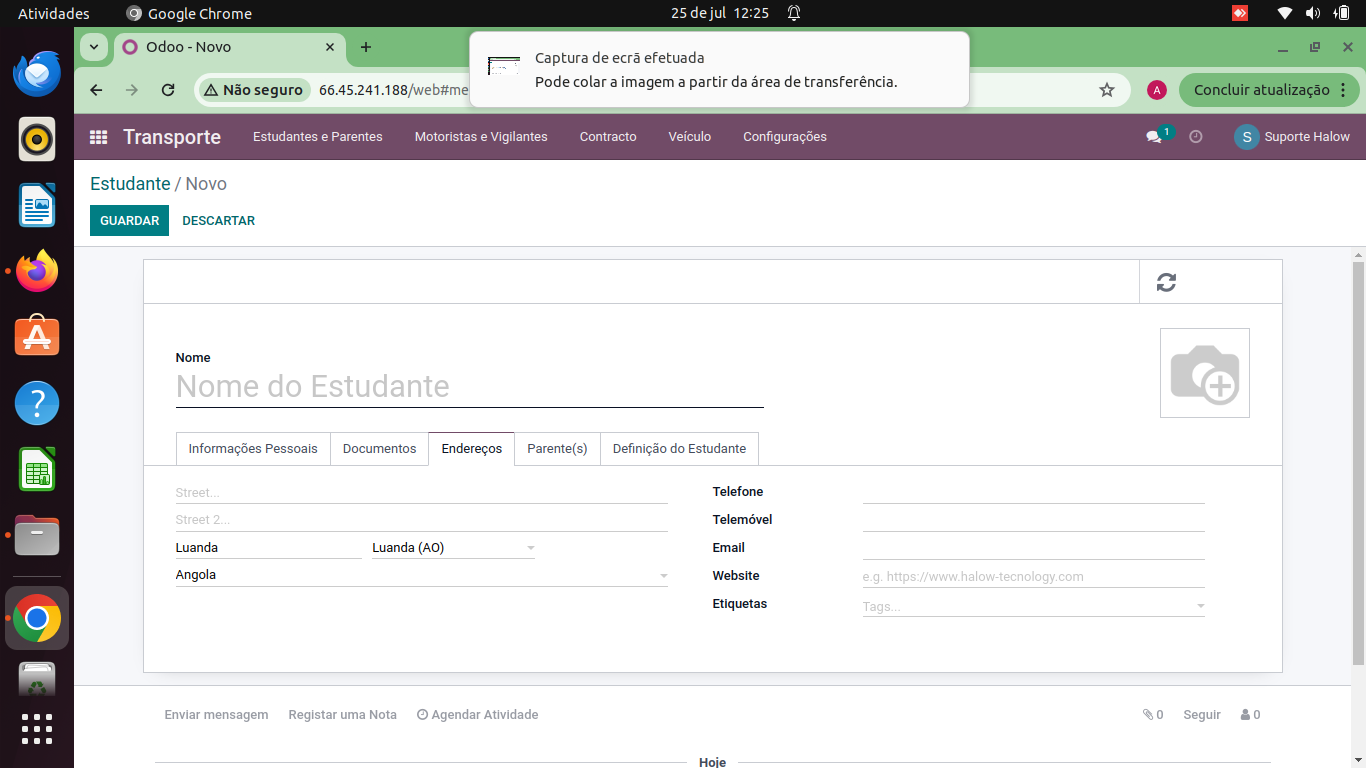 Atividades
Google Chrome
25 de jul 12:25
Odoo - Novo
Captura de ecrã efetuada
Pode colar a imagem a partir da área de transferência.
Não seguro
66.45.241.188/web#me
A
Concluir atualização
Transporte
Estudantes e Parentes
Motoristas e Vigilantes
Contracto
Veículo
Configurações
1
S
Suporte Halow
Estudante / Novo
GUARDAR
DESCARTAR
Nome
Nome do Estudante
Informações Pessoais
Documentos
Endereços
Parente(s)
Definição do Estudante
Street...
Street 2...
Luanda
Luanda (AO)
Angola
Telefone
Telemóvel
Email
Website
e.g. https://www.halow-tecnology.com
Etiquetas
Tags...
Enviar mensagem
Registar uma Nota
Agendar Atividade
0
Seguir
0
Hoje